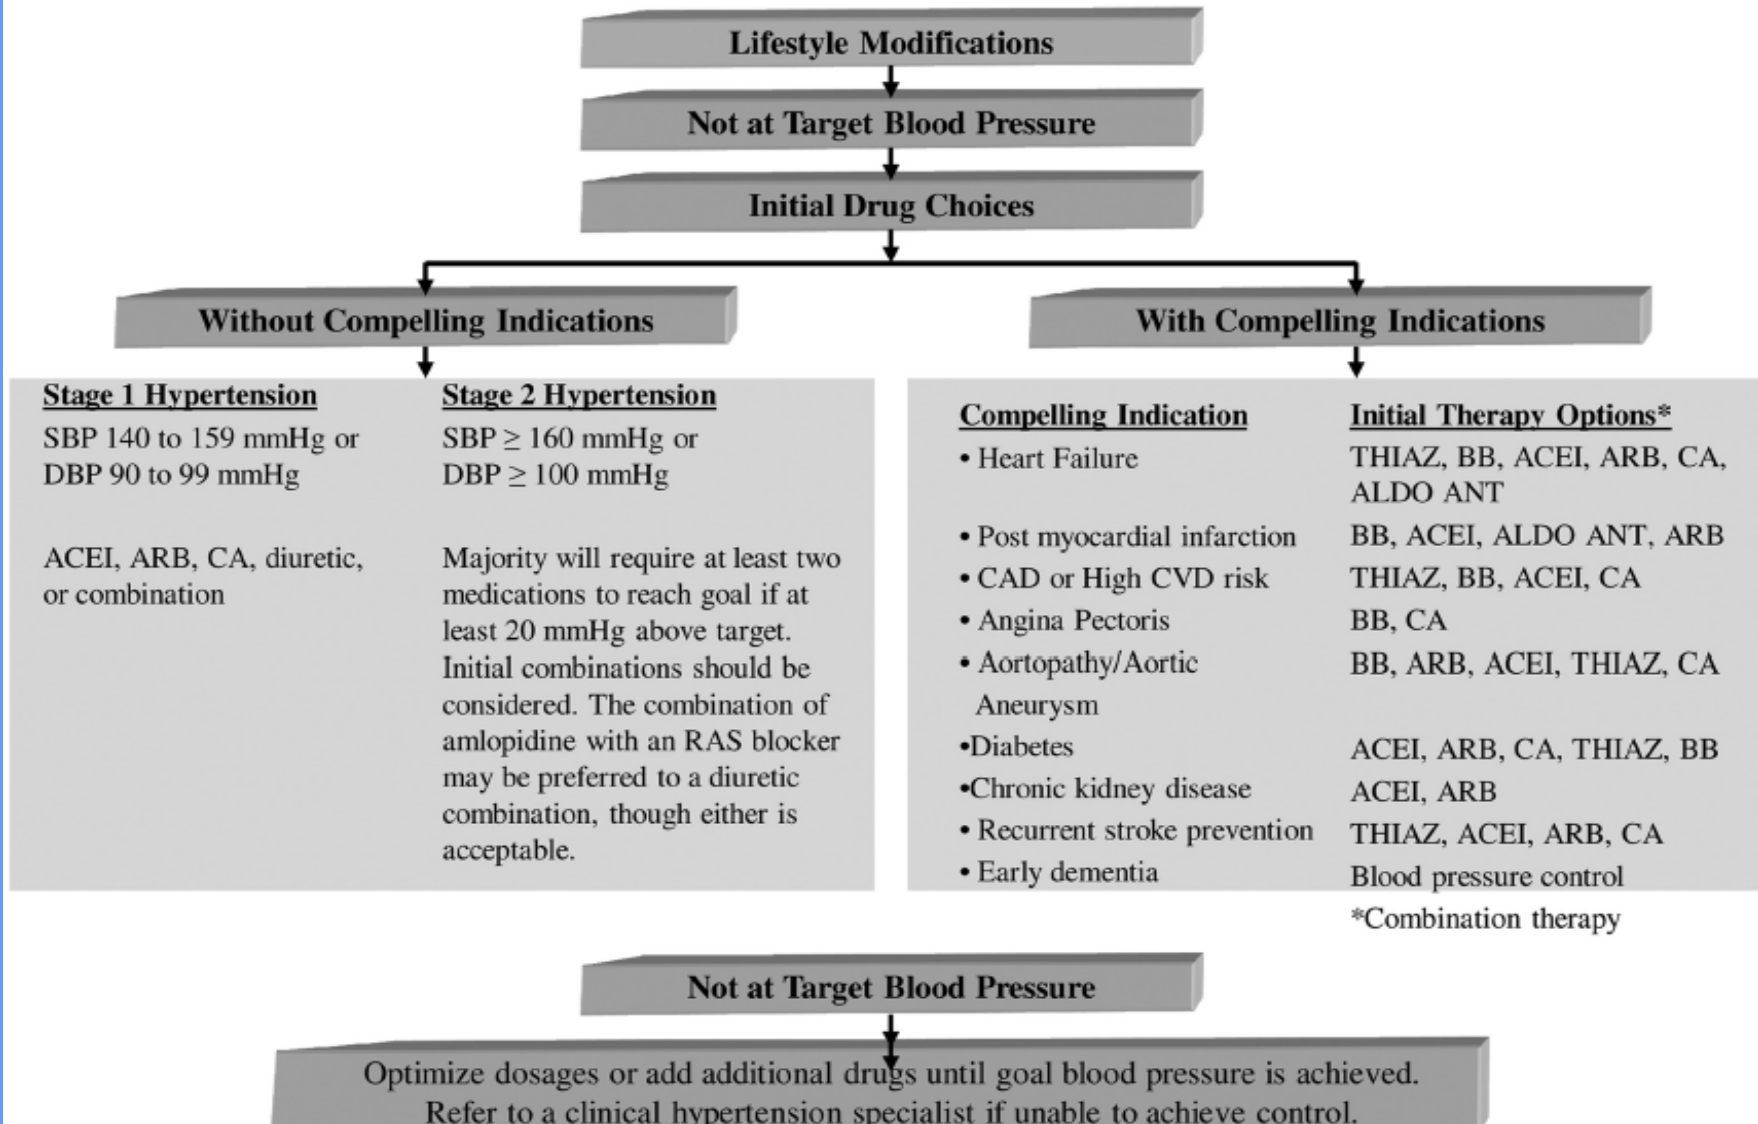 Lifestyle Modifications
Not at Target Blood Pressure
Initial Drug Choices
Without Compelling Indications
Stage 1 Hypertension
SBP 140 to 159 mmHg or
DBP 90 to 99 mmHg
ACEI, ARB, CA, diuretic,
or combination
Stage 2 Hypertension
SBP ≥ 160 mmHg or
DBP ≥ 100 mmHg
Majority will require at least two
medications to reach goal if at
least 20 mmHg above target.
Initial combinations should be
considered. The combination of
amlopidine with an RAS blocker
may be preferred to a diuretic
combination, though either is
acceptable.
With Compelling Indications
Compelling Indication Initial Therapy Options*
• Heart Failure THIAZ, BB, ACEI, ARB, CA,
ALDO ANT
• Post myocardial infarction BB, ACEI, ALDO ANT, ARB
• CAD or High CVD risk THIAZ, BB, ACEI, CA
• Angina Pectoris BB, CA
• Aortopathy/Aortic BB, ARB, ACEI, THIAZ, CA
Aneurysm
•Diabetes ACEI, ARB, CA, THIAZ, BB
•Chronic kidney disease ACEI, ARB
• Recurrent stroke prevention THIAZ, ACEI, ARB, CA
• Early dementia Blood pressure control
*Combination therapy
Not at Target Blood Pressure
Optimize dosages or add additional drugs until goal blood pressure is achieved.
Refer to a clinical hypertension specialist if unable to achieve control.